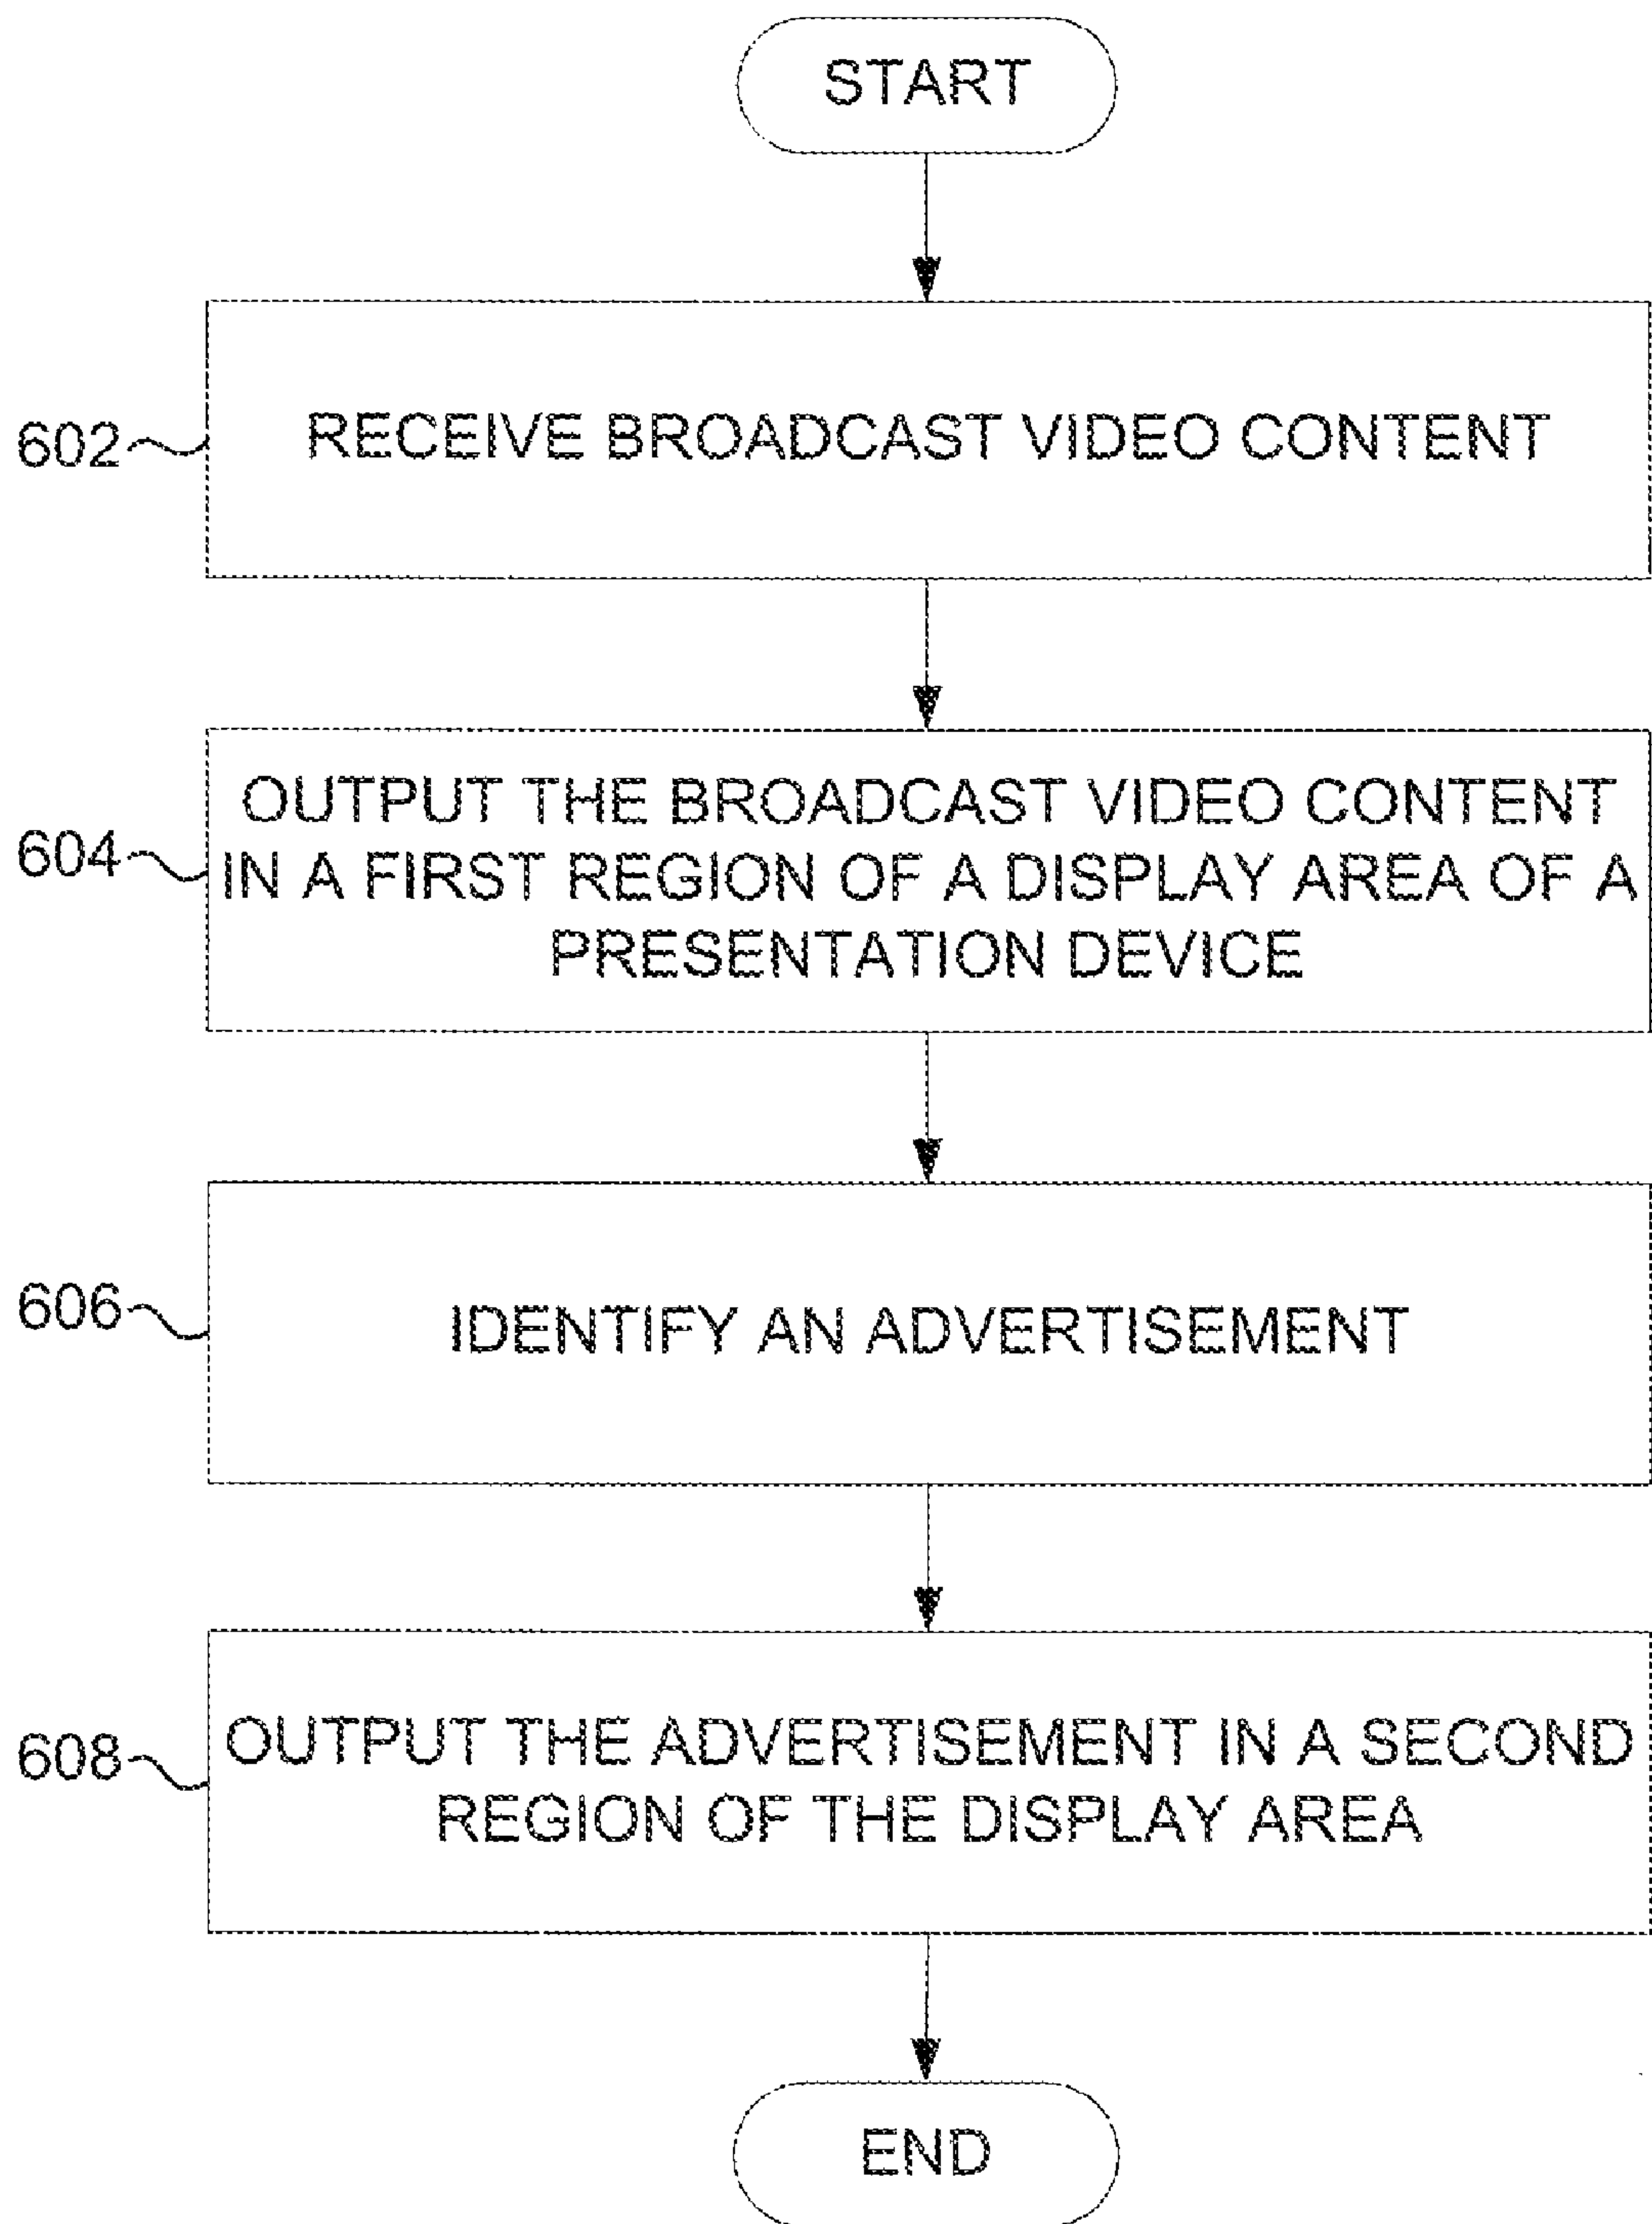 START
602
RECEIVE BROADCAST VIDEO CONTENT
604
OUTPUT THE BROADCAST VIDEO CONTENT
IN A FIRST REGION OF A DISPLAY AREA OF A
PRESENTATION DEVICE
606
IDENTIFY AN ADVERTISEMENT
608
OUTPUT THE ADVERTISEMENT IN A SECOND
REGION OF THE DISPLAY AREA
END